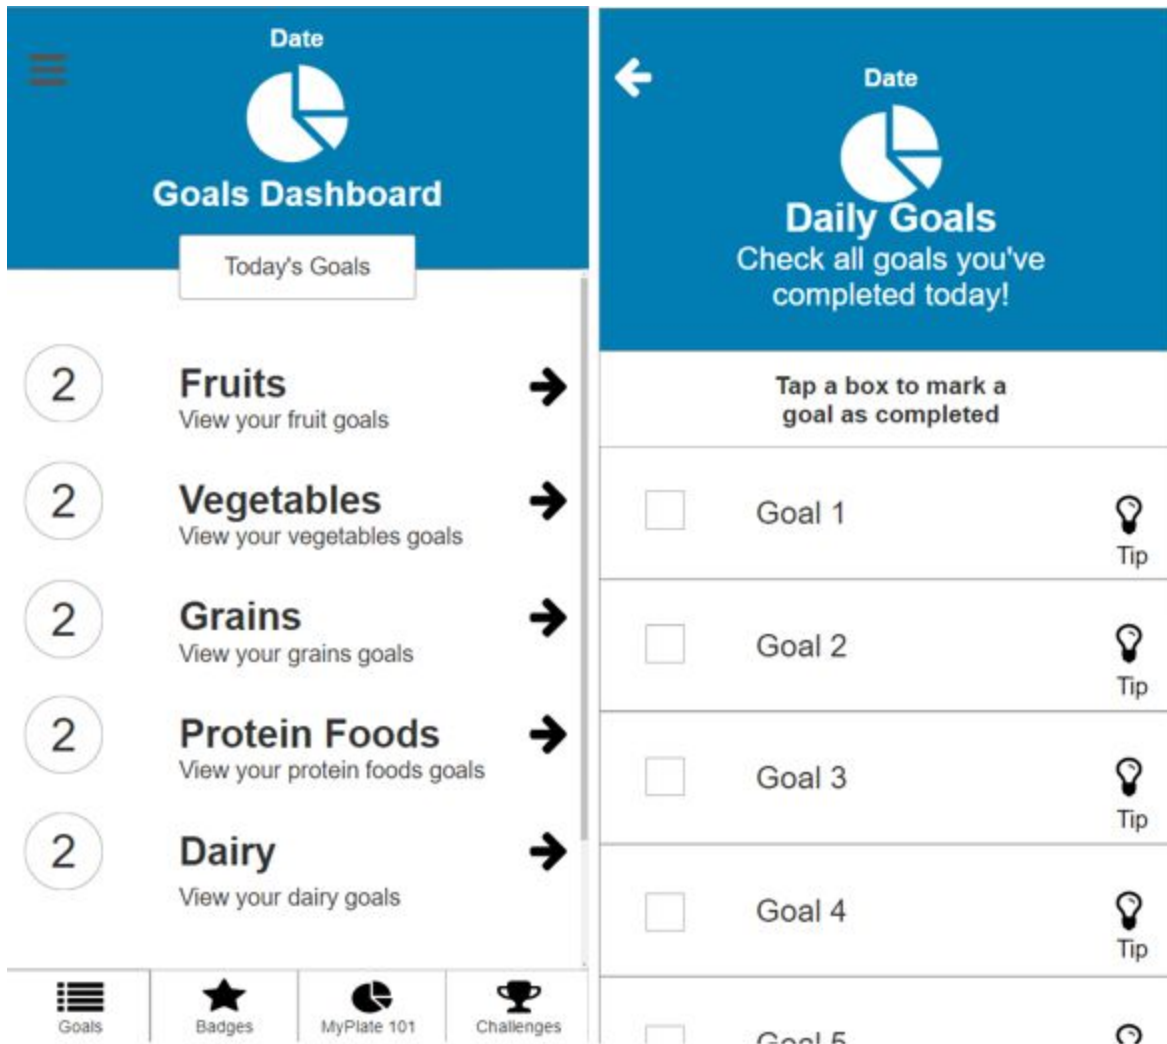 Date
Goals Dashboard
Today's Goals
2
Fruits
View your fruit goals
2
Vegetables
View your vegetables goals
2
Grains
View your grains goals
2
Protein Foods
View your protein foods goals
2
Dairy
View your dairy goals
Goals
Badges
MyPlate 101
Challenges
Date
Daily Goals
Check all goals you've
completed today!
Tap a box to mark a
goal as completed
Goal 1
Tip
Goal 2
Tip
Goal 3
Tip
Goal 4
Tip
Goal 5